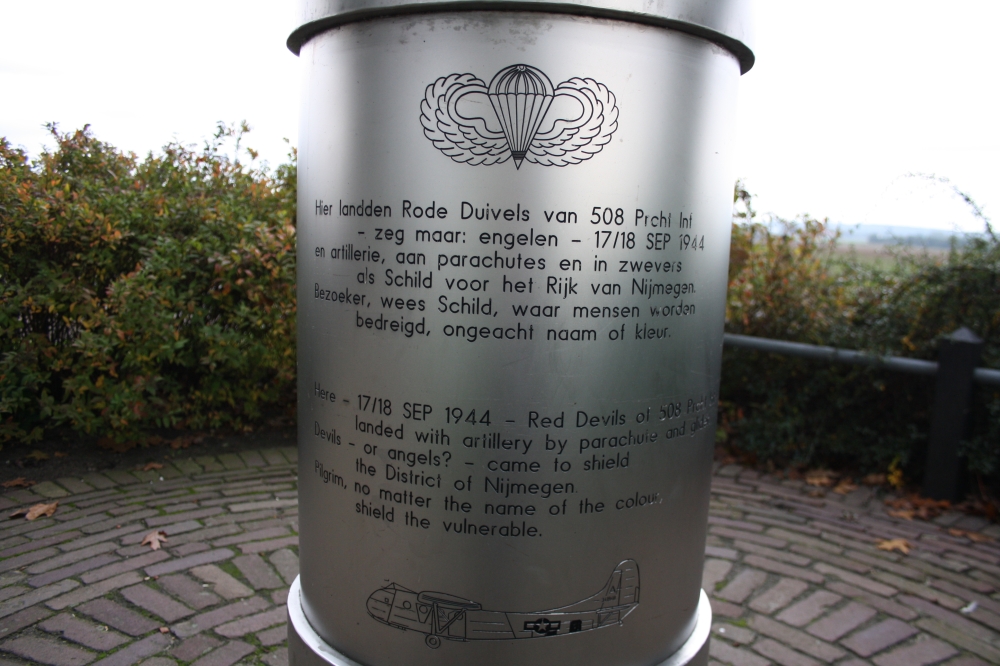 Hier landden Rode Duivels van 508 Prcht Inf
- zeg maar: engelen - 17/18 SEP 1944
en artillerie, aan parachutes en in zwevers
als Schild voor het Rijk van Nijmegen.
Bezoeker, wees Schild, waar mensen worden
bedreigd, ongeacht naam of kleur.
Here - 17/18 SEP 1944 - Red Devils of 508
landed with artillery by parachute and
Devils - or angels? - came to shield
the District of Nijmegen.
Pilgrim, no matter the name of the colour,
shield the vulnerable.